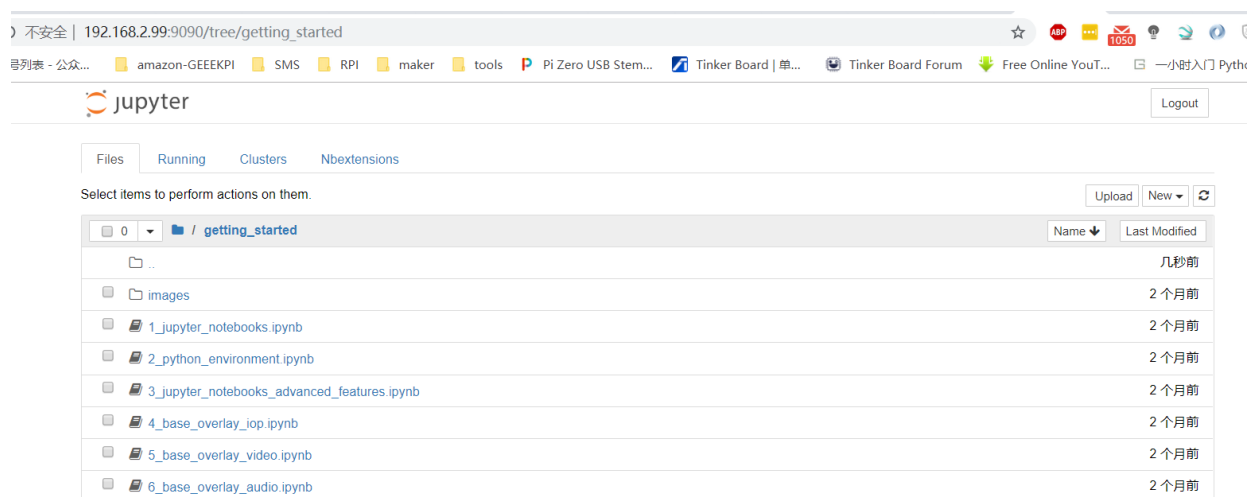 不安全 | 192.168.2.99:9090/tree/getting_started
ABP 1050
号列表 - 公众... amazon-GEEEKPI SMS RPI maker tools Pi Zero USB Stem... Tinker Board | 单... Tinker Board Forum Free Online YouT... 一小时入门 Pytho
jupyter Logout
Files Running Clusters Nbextensions
Select items to perform actions on them. Upload New
0 / getting_started Name Last Modified
.. 几秒前
images 2 个月前
1_jupyter_notebooks.ipynb 2 个月前
2_python_environment.ipynb 2 个月前
3_jupyter_notebooks_advanced_features.ipynb 2 个月前
4_base_overlay_iop.ipynb 2 个月前
5_base_overlay_video.ipynb 2 个月前
6_base_overlay_audio.ipynb 2 个月前